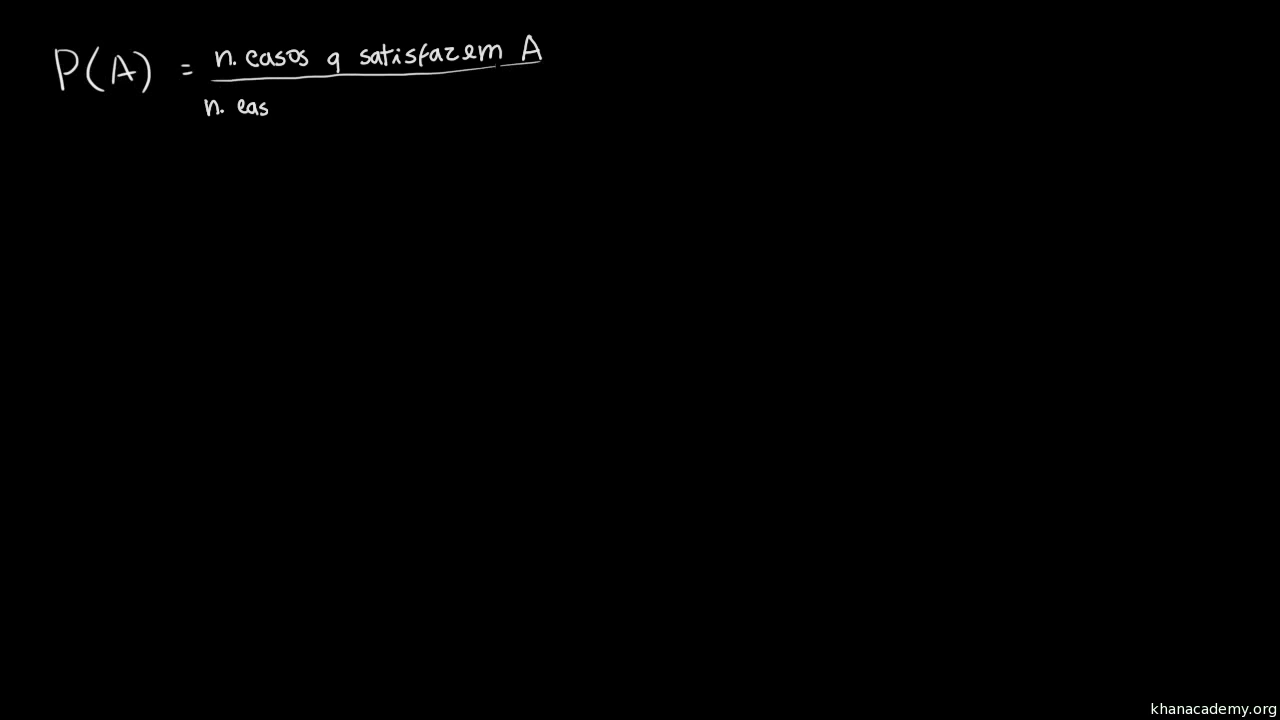 P(A) = n. casos q satisfazem A
n. cas
khanacademy.org